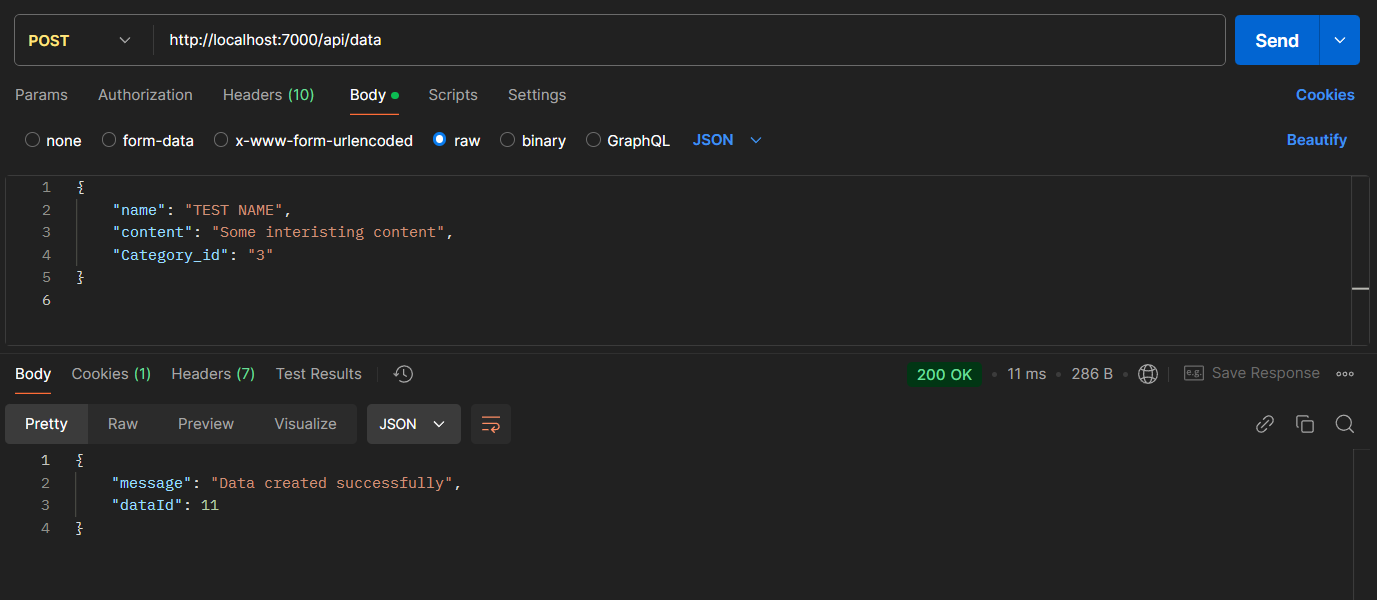 POST http://localhost:7000/api/data Send
Params Authorization Headers (10) Body Scripts Settings Cookies
none form-data x-www-form-urlencoded raw binary GraphQL JSON Beautify
1 {
2 "name": "TEST NAME",
3 "content": "Some interisting content",
4 "Category_id": "3"
5 }
6
Body Cookies (1) Headers (7) Test Results 200 OK • 11 ms • 286 B • e.g. Save Response
Pretty Raw Preview Visualize JSON
1 {
2 "message": "Data created successfully",
3 "dataId": 11
4 }